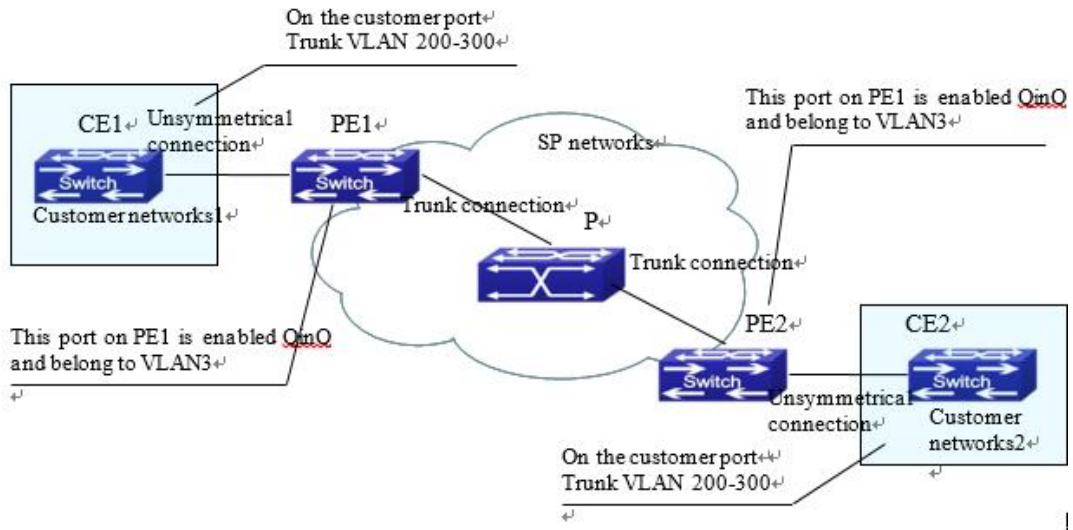 On the customer port↵
Trunk VLAN 200-300↵
CE1↵
Unsymmetrical
connection↵
PE1↵
Switch
Customer networks1↵
Switch
SP networks↵
This port on PE1 is enabled QinQ
and belong to VLAN3↵
Trunk connection↵
P↵
Trunk connection↵
This port on PE1 is enabled QinQ
and belong to VLAN3↵
↵
PE2↵
CE2↵
Switch
Switch
Unsymmetrical
connection↵
Customer
networks2↵
↵
On the customer port↵↵
Trunk VLAN 200-300↵
↵